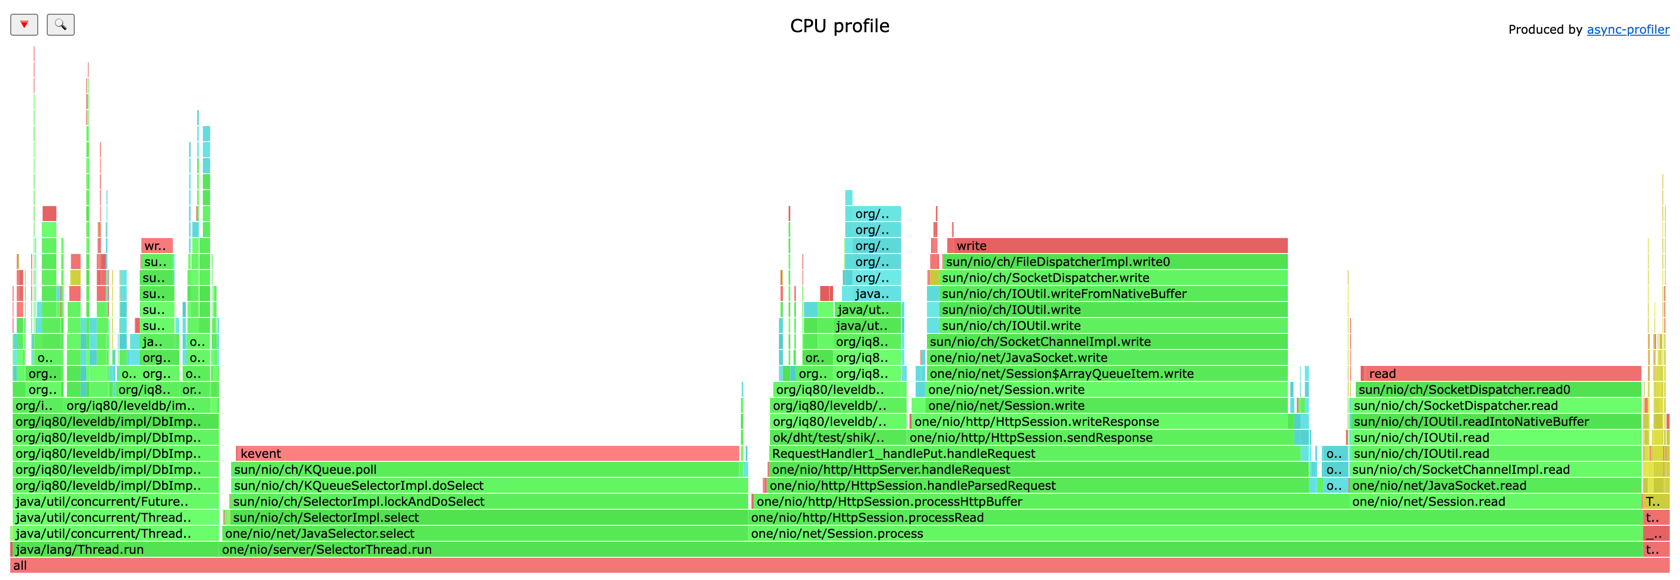 CPU profile
Produced by async-profiler
org/..
org/..
wr.. org/.. write
su.. org/.. sun/nio/ch/FileDispatcherImpl.write0
su.. org/.. sun/nio/ch/SocketDispatcher.write
su.. java.. sun/nio/ch/IOUtil.writeFromNativeBuffer
su.. java/ut.. sun/nio/ch/IOUtil.write
su.. java/ut.. sun/nio/ch/IOUtil.write
ja.. o.. org/iq8.. sun/nio/ch/SocketChannelImpl.write
o.. org.. o.. or.. org/iq8.. one/nio/net/JavaSocket.write
org.. o.. org.. o.. org.. org/iq8.. one/nio/net/Session$ArrayQueueItem.write read
org.. org/iq8.. or.. org/iq80/leveldb.. one/nio/net/Session.write sun/nio/ch/SocketDispatcher.read0
org/i.. org/iq80/leveldb/im.. org/iq80/leveldb/.. one/nio/net/Session.write sun/nio/ch/SocketDispatcher.read
org/iq80/leveldb/impl/DbImp.. org/iq80/leveldb/.. one/nio/http/HttpSession.writeResponse sun/nio/ch/IOUtil.readIntoNativeBuffer
org/iq80/leveldb/impl/DbImp.. ok/dht/test/shik/.. one/nio/http/HttpSession.sendResponse sun/nio/ch/IOUtil.read
org/iq80/leveldb/impl/DbImp.. kevent RequestHandler1_handlePut.handleRequest o.. sun/nio/ch/IOUtil.read
org/iq80/leveldb/impl/DbImp.. sun/nio/ch/KQueue.poll one/nio/http/HttpServer.handleRequest o.. sun/nio/ch/SocketChannelImpl.read
org/iq80/leveldb/impl/DbImp.. sun/nio/ch/KQueueSelectorImpl.doSelect one/nio/http/HttpSession.handleParsedRequest o.. one/nio/net/JavaSocket.read
java/util/concurrent/Future.. sun/nio/ch/SelectorImpl.lockAndDoSelect one/nio/http/HttpSession.processHttpBuffer one/nio/net/Session.read T..
java/util/concurrent/Thread.. sun/nio/ch/SelectorImpl.select one/nio/http/HttpSession.processRead t..
java/util/concurrent/Thread.. one/nio/net/JavaSelector.select one/nio/net/Session.process _..
java/lang/Thread.run one/nio/server/SelectorThread.run t..
all